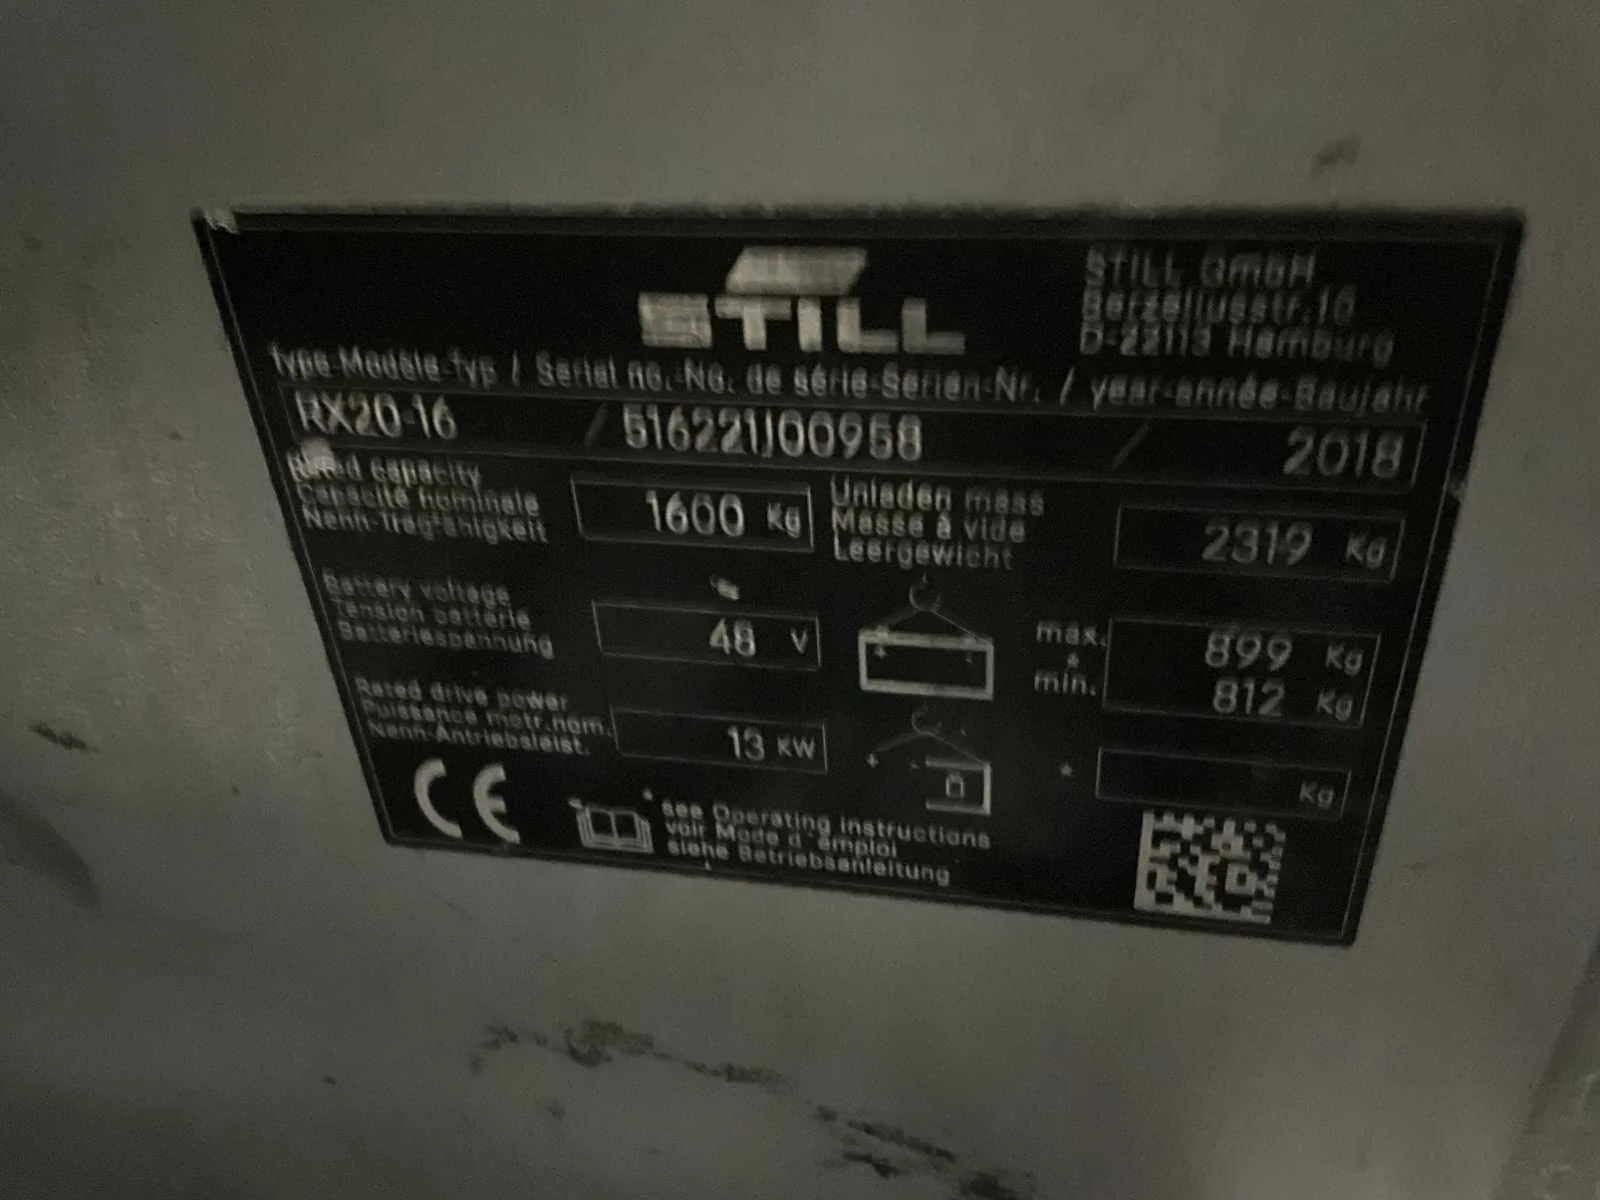 STILL
STILL GmbH
Berzeliusstr.10
D-22113 Hamburg
type-Modèle-typ / Serial no.-No. de série-Serien-Nr. / year-année-Baujahr
RX20-16 / 516221J00958 / 2018
Rated capacity
Capacité nominale
Nenn-Tragfähigkeit
1600 Kg
Unladen mass
Masse à vide
Leergewicht
2319 Kg
Battery voltage
Tension batterie
Batteriespannung
48 V
max.
*
min.
899 Kg
812 Kg
Rated drive power
Puissance motr.nom.
Nenn-Antriebsleist.
13 KW
* Kg
CE
* see Operating instructions
voir Mode d'emploi
siehe Betriebsanleitung